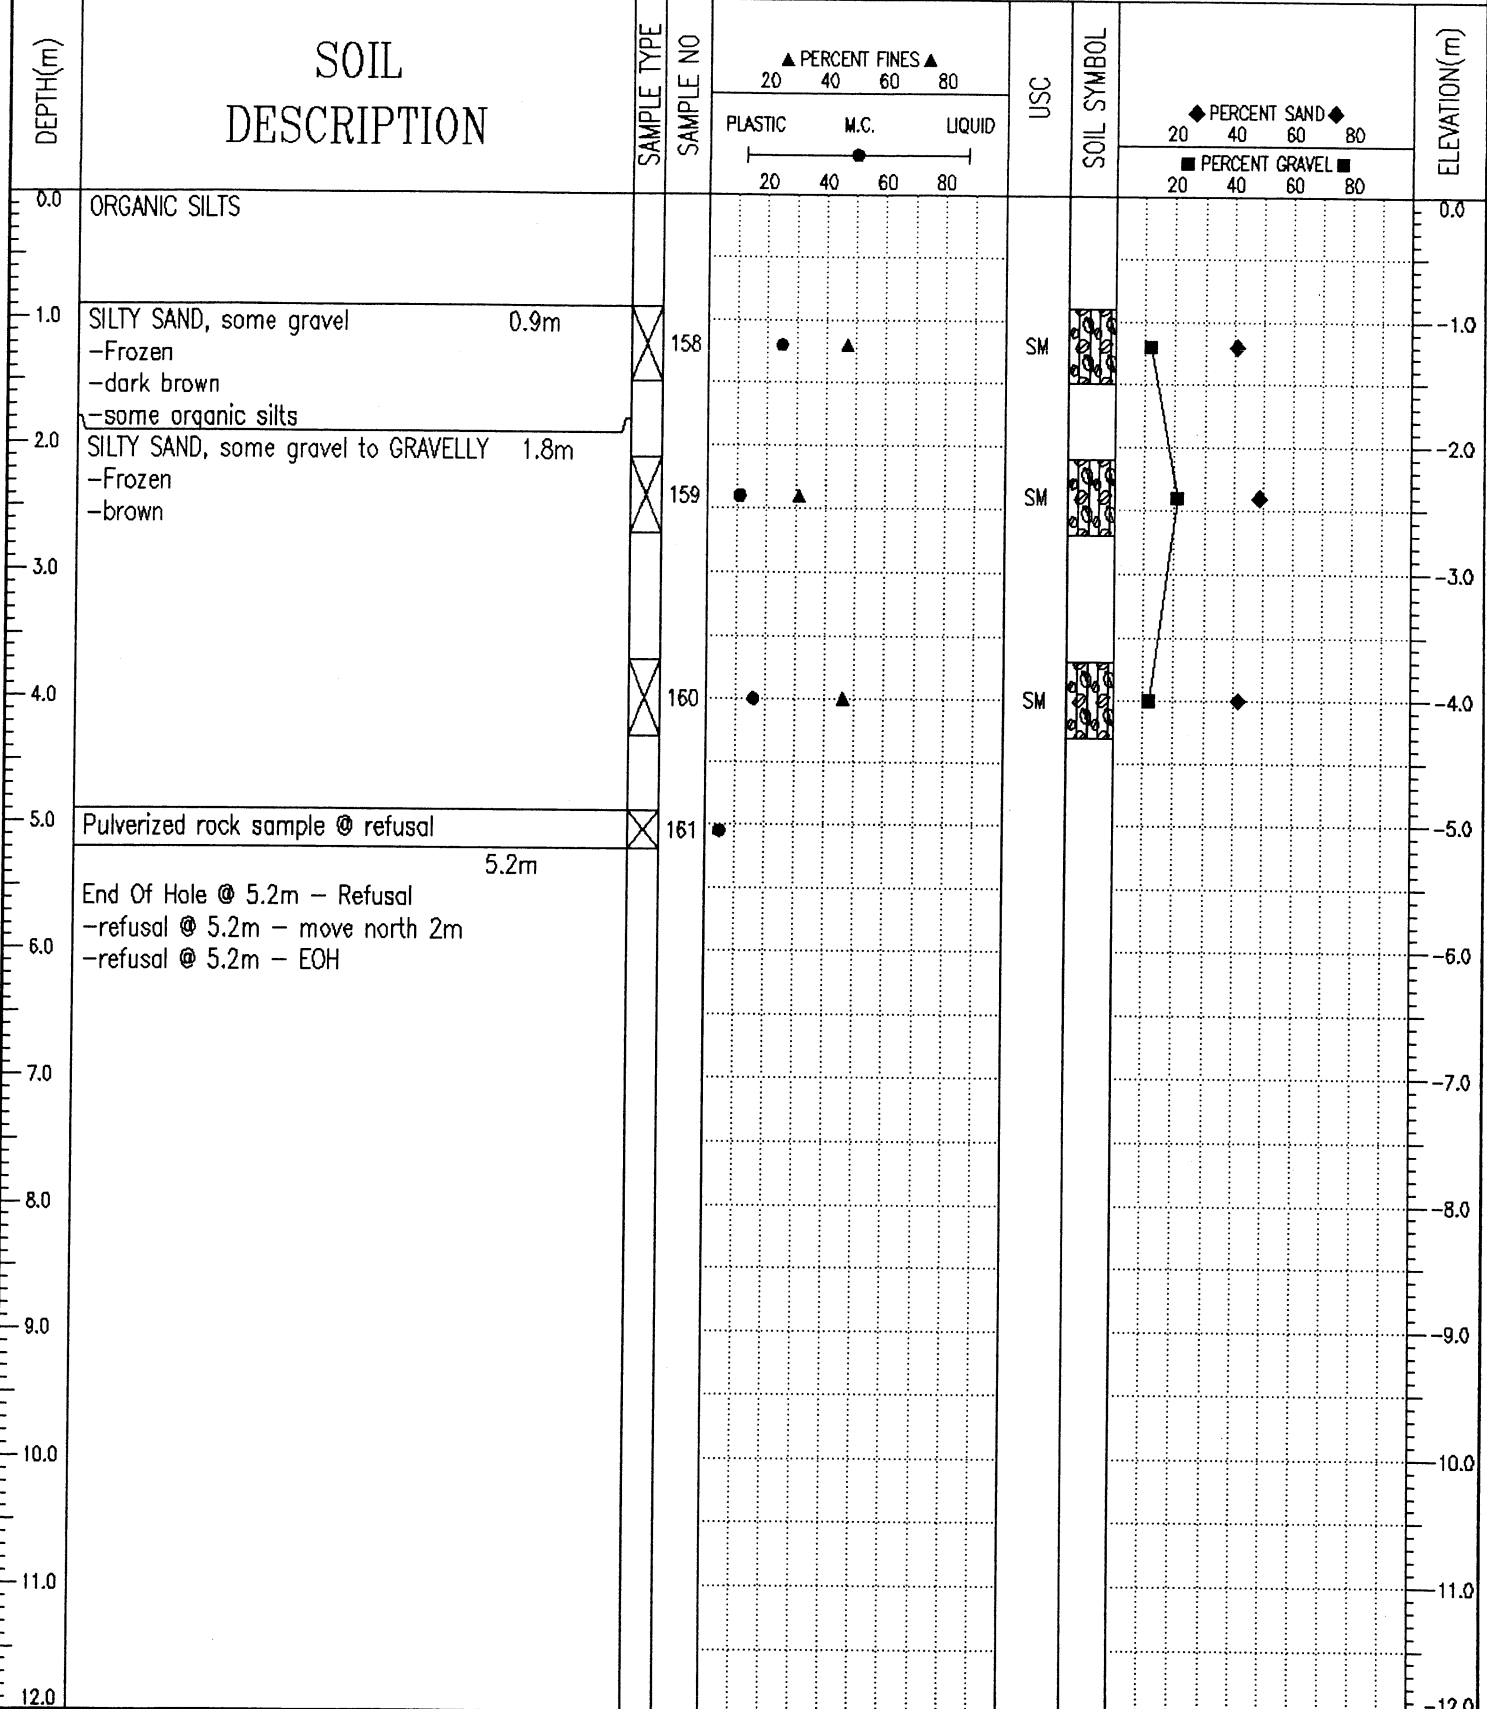 DEPTH(m)
SOIL
DESCRIPTION
SAMPLE TYPE
SAMPLE NO
▲ PERCENT FINES ▲
20 40 60 80
PLASTIC M.C. LIQUID
20 40 60 80
USC
SOIL SYMBOL
◆ PERCENT SAND ◆
20 40 60 80
■ PERCENT GRAVEL ■
20 40 60 80
ELEVATION(m)
0.0 ORGANIC SILTS 0.0
1.0 SILTY SAND, some gravel 0.9m -1.0
-Frozen 158 SM
-dark brown
-some organic silts
2.0 SILTY SAND, some gravel to GRAVELLY 1.8m -2.0
-Frozen 159 SM
-brown
3.0 -3.0
4.0 160 SM -4.0
5.0 Pulverized rock sample @ refusal 161 -5.0
5.2m
End Of Hole @ 5.2m - Refusal
-refusal @ 5.2m - move north 2m
6.0 -6.0
-refusal @ 5.2m - EOH
7.0 -7.0
8.0 -8.0
9.0 -9.0
10.0 -10.0
11.0 -11.0
12.0 -12.0